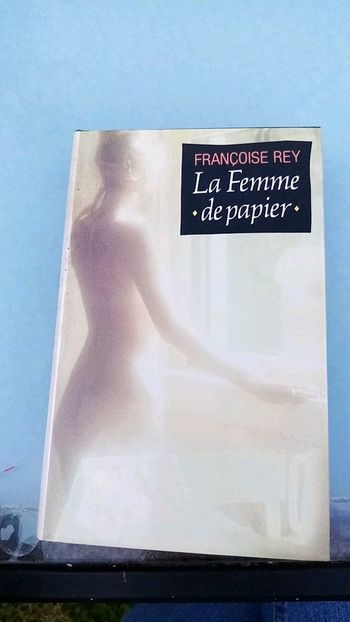 FRANÇOISE REY
La Femme
de papier